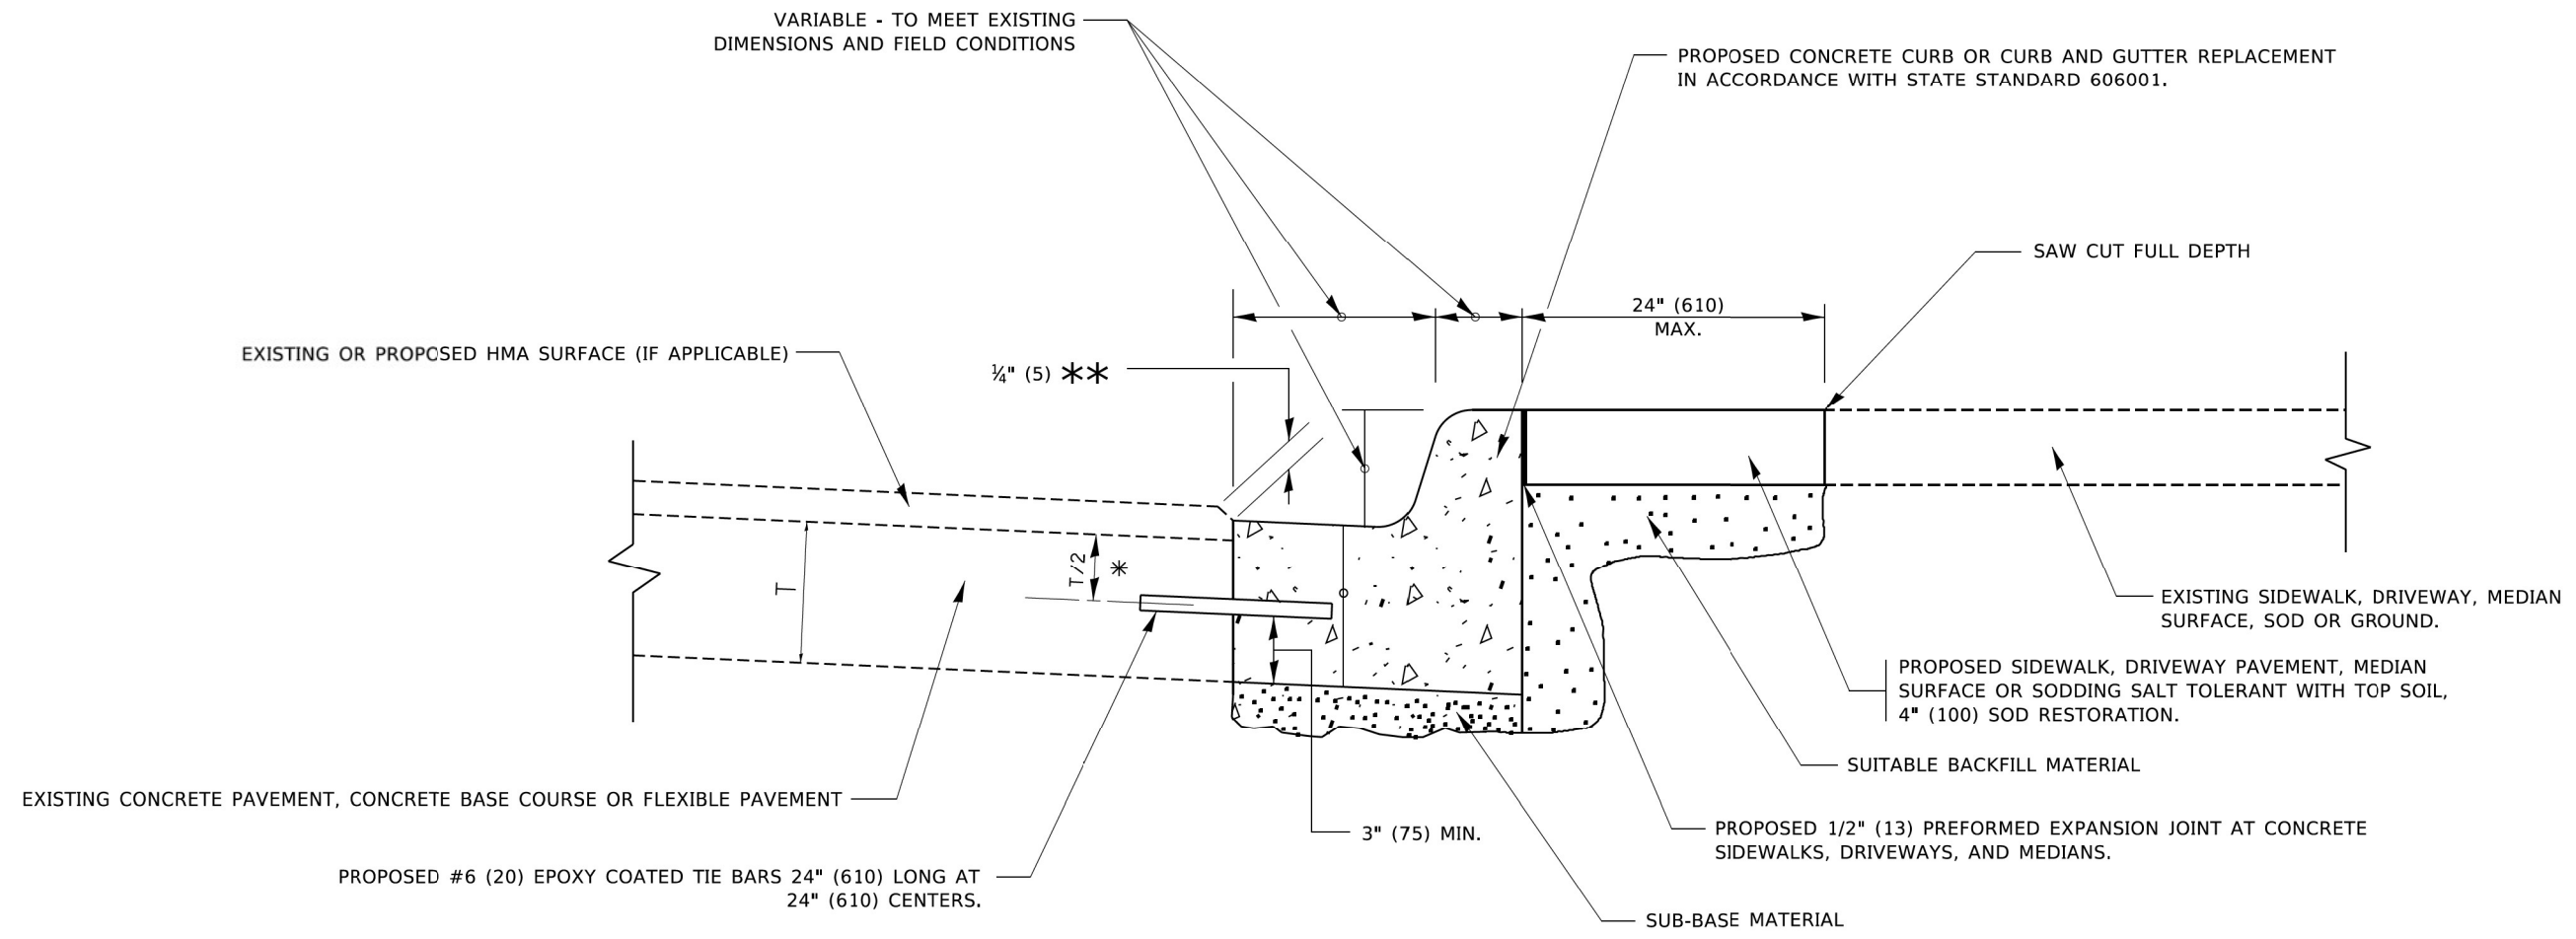 VARIABLE - TO MEET EXISTING
DIMENSIONS AND FIELD CONDITIONS
PROPOSED CONCRETE CURB OR CURB AND GUTTER REPLACEMENT
IN ACCORDANCE WITH STATE STANDARD 606001.
SAW CUT FULL DEPTH
24" (610)
MAX.
EXISTING OR PROPOSED HMA SURFACE (IF APPLICABLE)
¼" (5) **
T
T/2 *
EXISTING SIDEWALK, DRIVEWAY, MEDIAN
SURFACE, SOD OR GROUND.
PROPOSED SIDEWALK, DRIVEWAY PAVEMENT, MEDIAN
SURFACE OR SODDING SALT TOLERANT WITH TOP SOIL,
4" (100) SOD RESTORATION.
SUITABLE BACKFILL MATERIAL
EXISTING CONCRETE PAVEMENT, CONCRETE BASE COURSE OR FLEXIBLE PAVEMENT
3" (75) MIN.
PROPOSED 1/2" (13) PREFORMED EXPANSION JOINT AT CONCRETE
SIDEWALKS, DRIVEWAYS, AND MEDIANS.
PROPOSED #6 (20) EPOXY COATED TIE BARS 24" (610) LONG AT
24" (610) CENTERS.
SUB-BASE MATERIAL